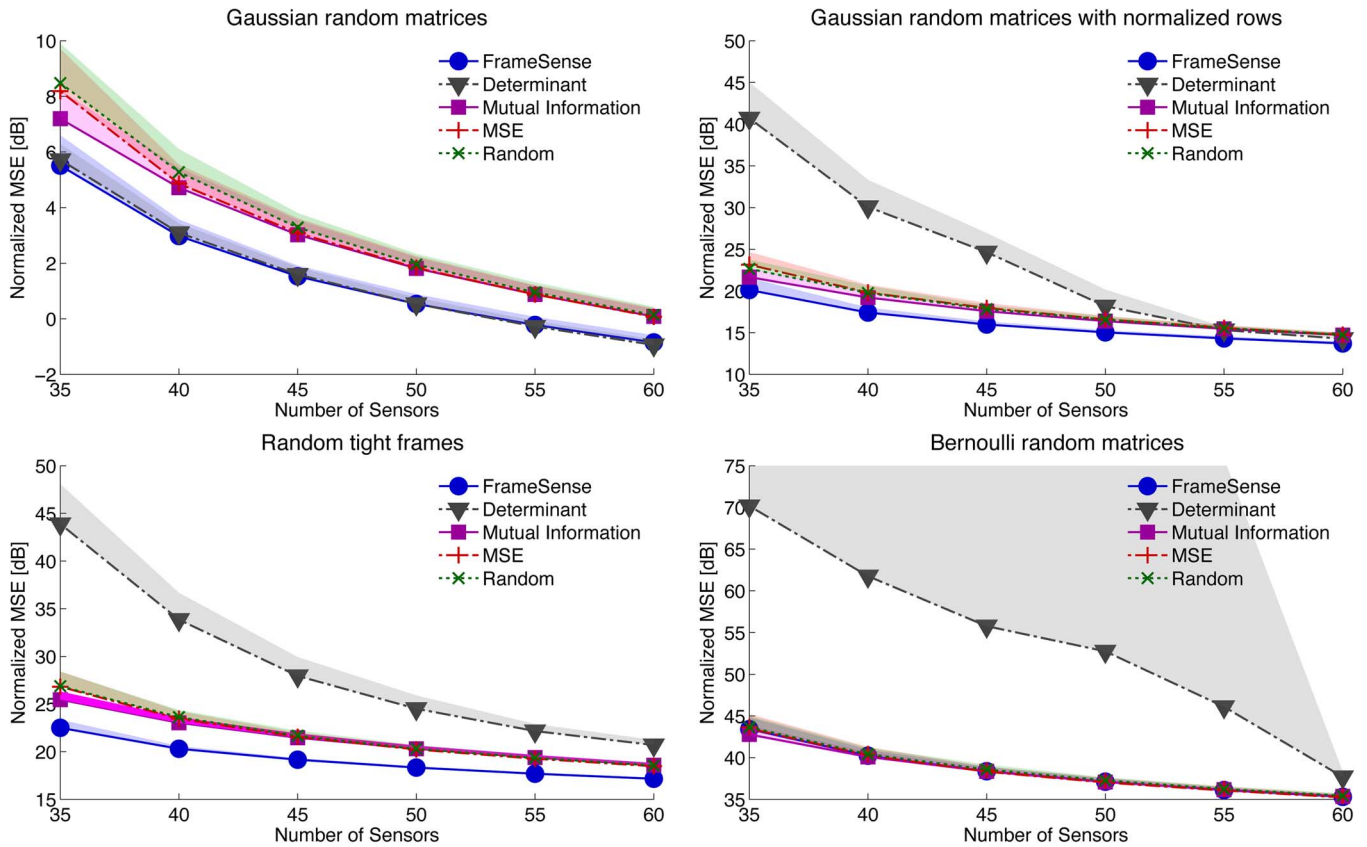 Gaussian random matrices
10
8
6
4
2
0
−2
Normalized MSE [dB]
FrameSense
Determinant
Mutual Information
MSE
Random
35 40 45 50 55 60
Number of Sensors
Gaussian random matrices with normalized rows
50
45
40
35
30
25
20
15
10
Normalized MSE [dB]
FrameSense
Determinant
Mutual Information
MSE
Random
35 40 45 50 55 60
Number of Sensors
Random tight frames
50
45
40
35
30
25
20
15
Normalized MSE [dB]
FrameSense
Determinant
Mutual Information
MSE
Random
35 40 45 50 55 60
Number of Sensors
Bernoulli random matrices
75
70
65
60
55
50
45
40
35
Normalized MSE [dB]
FrameSense
Determinant
Mutual Information
MSE
Random
35 40 45 50 55 60
Number of Sensors